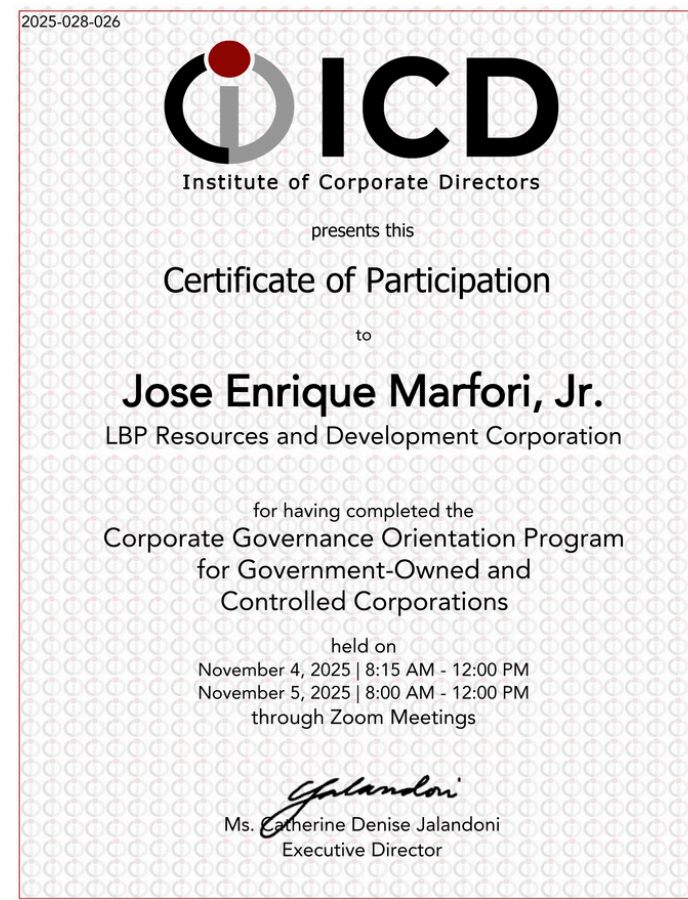 2025-028-026
ICD
Institute of Corporate Directors
presents this
Certificate of Participation
to
Jose Enrique Marfori, Jr.
LBP Resources and Development Corporation
for having completed the
Corporate Governance Orientation Program
for Government-Owned and
Controlled Corporations
held on
November 4, 2025 | 8:15 AM - 12:00 PM
November 5, 2025 | 8:00 AM - 12:00 PM
through Zoom Meetings
Jalandoni
Ms. Catherine Denise Jalandoni
Executive Director